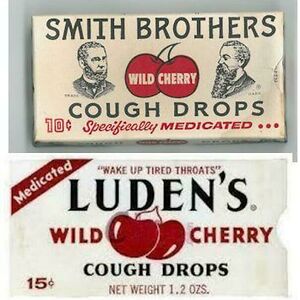 SMITH BROTHERS
WILD CHERRY
TRADE MARK
COUGH DROPS
10¢ Specifically MEDICATED ...
Medicated
"WAKE UP TIRED THROATS"
LUDEN'S
WILD CHERRY
COUGH DROPS
15¢
NET WEIGHT 1.2 OZS.